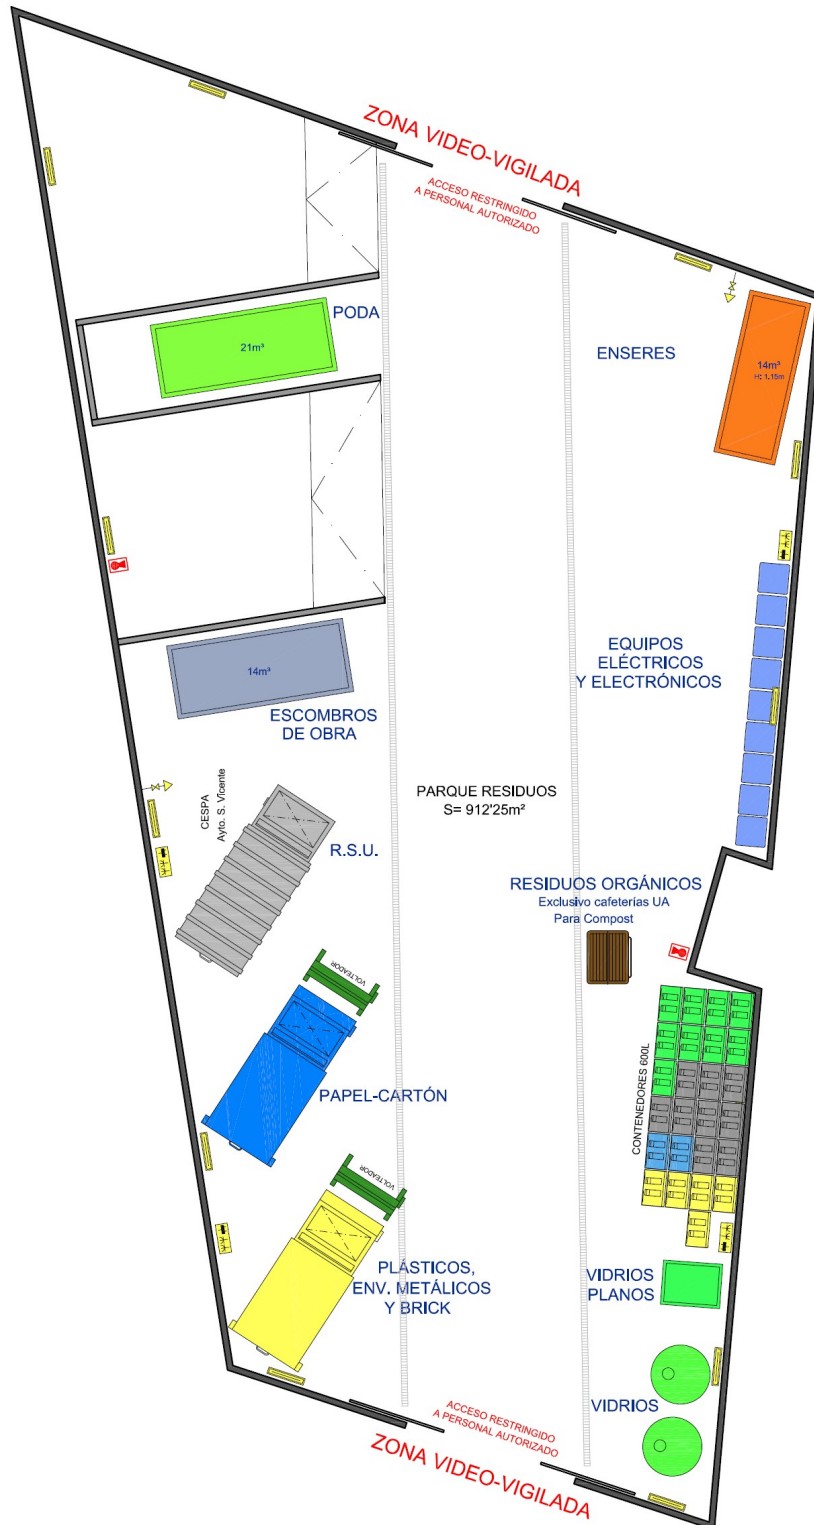 ZONA VIDEO-VIGILADA
ACCESO RESTRINGIDO
A PERSONAL AUTORIZADO
PODA
21m³
ENSERES
14m³
H: 1,15m
EQUIPOS
ELÉCTRICOS
Y ELECTRÓNICOS
14m³
ESCOMBROS
DE OBRA
CESPA
Ayto. S. Vicente
R.S.U.
PARQUE RESIDUOS
S= 912'25m²
RESIDUOS ORGÁNICOS
Exclusivo cafeterías UA
Para Compost
VOLTEADOR
PAPEL-CARTÓN
CONTENEDORES 600L
VOLTEADOR
PLÁSTICOS,
ENV. METÁLICOS
Y BRICK
VIDRIOS
PLANOS
VIDRIOS
ACCESO RESTRINGIDO
A PERSONAL AUTORIZADO
ZONA VIDEO-VIGILADA